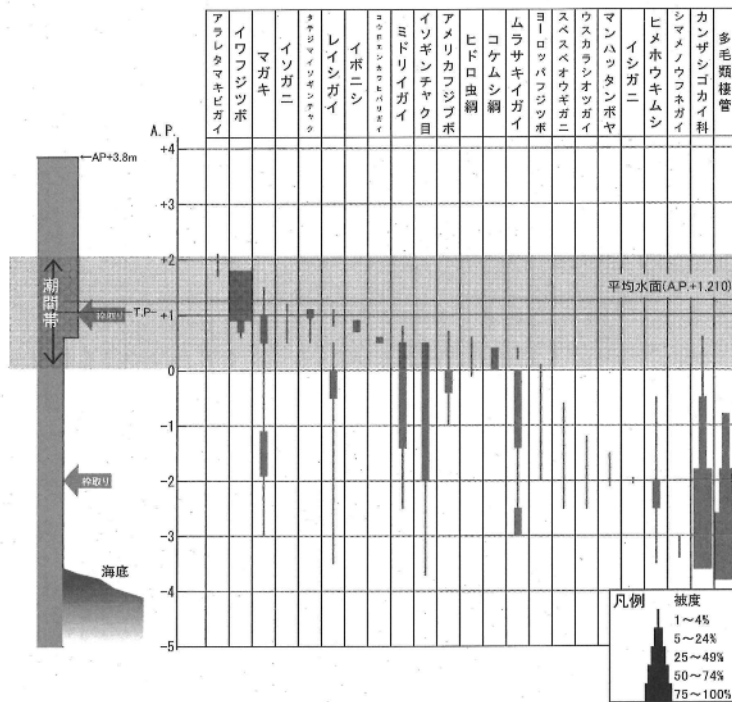 アラレタマキビガイ
イワフジツボ
マガキ
イソガニ
タテジマイソギンチャク
レイシガイ
イボニシ
コウロエンカワヒバリガイ
ミドリイガイ
イソギンチャク目
アメリカフジツボ
ヒドロ虫綱
コケムシ綱
ムラサキイガイ
ヨーロッパフジツボ
スベスベオウギガニ
ウスカラシオツガイ
マンハッタンボヤ
イシガニ
ヒメホウキムシ
シマメノウフネガイ
カンザシゴカイ科
多毛類棲管
A.P.
+4
←AP+3.8m
+3
+2
潮間帯
平均水面(A.P.+1.210)
枠取り
T.P
+1
0
-1
-2
枠取り
-3
海底
-4
-5
凡例 被度
1～4%
5～24%
25～49%
50～74%
75～100%